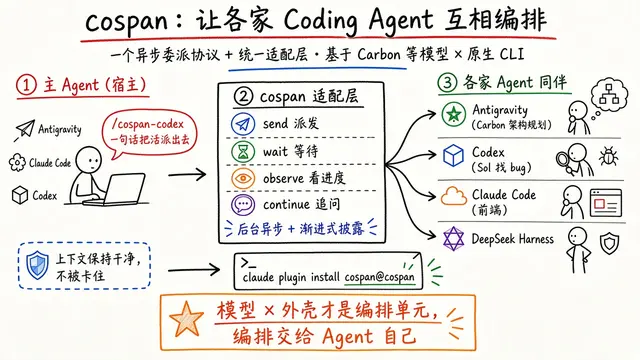 cospan：让各家 Coding Agent 互相编排
一个异步委派协议 + 统一适配层 · 基于 Carbon 等模型 × 原生 CLI
① 主 Agent (宿主)
Antigravity
Claude Code
Codex
/cospan-codex
一句话把活派出去
上下文保持干净，
不被卡住
② cospan 适配层
send 派发
wait 等待
observe 看进度
continue 追问
后台异步 + 渐进式披露
>_
claude plugin install cospan@cospan
③ 各家 Agent 同伴
Antigravity
(Carbon 架构规划)
Codex
(Sol 找 bug)
Claude Code
(前端)
DeepSeek Harness
模型 × 外壳才是编排单元，
编排交给 Agent 自己